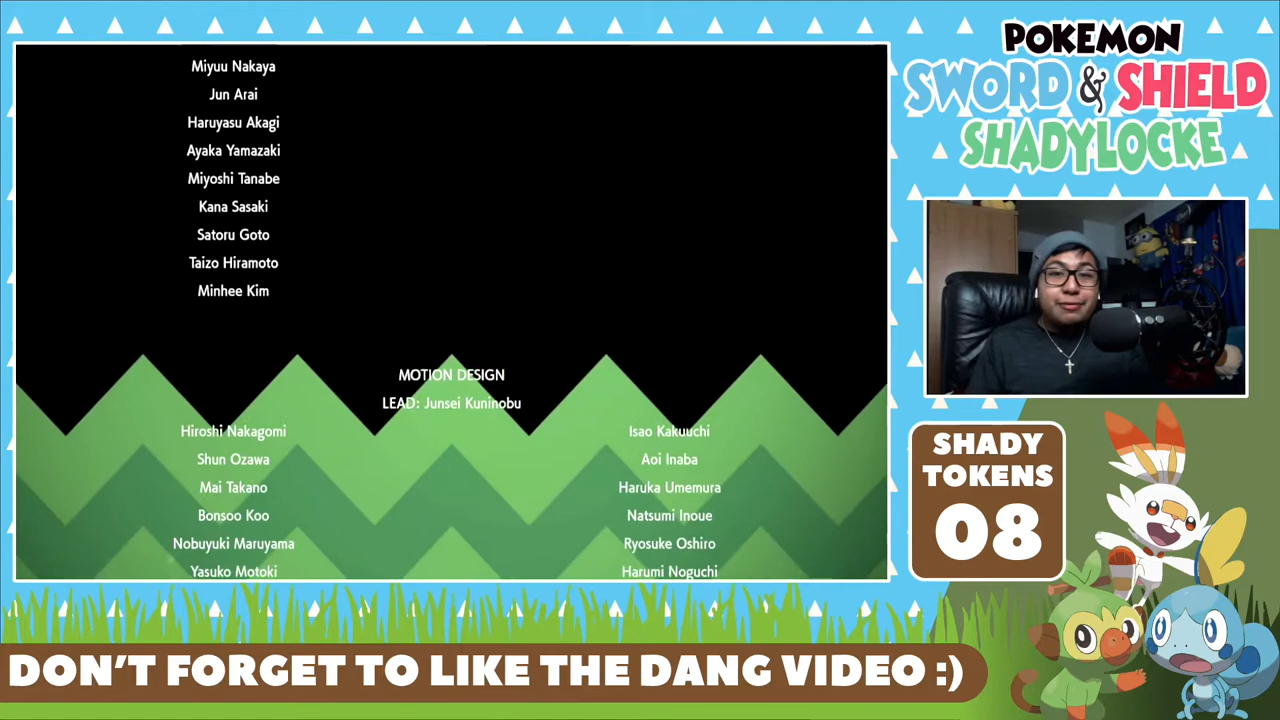 Miyuu Nakaya
Jun Arai
Haruyasu Akagi
Ayaka Yamazaki
Miyoshi Tanabe
Kana Sasaki
Satoru Goto
Taizo Hiramoto
Minhee Kim
MOTION DESIGN
LEAD: Junsei Kuninobu
Hiroshi Nakagomi
Isao Kakuuchi
Shun Ozawa
Aoi Inaba
Mai Takano
Haruka Umemura
Bonsoo Koo
Natsumi Inoue
Nobuyuki Maruyama
Ryosuke Oshiro
Yasuko Motoki
Harumi Noguchi
POKEMON
SWORD & SHIELD
SHADYLOCKE
SHADY
TOKENS
08
DON'T FORGET TO LIKE THE DANG VIDEO :)